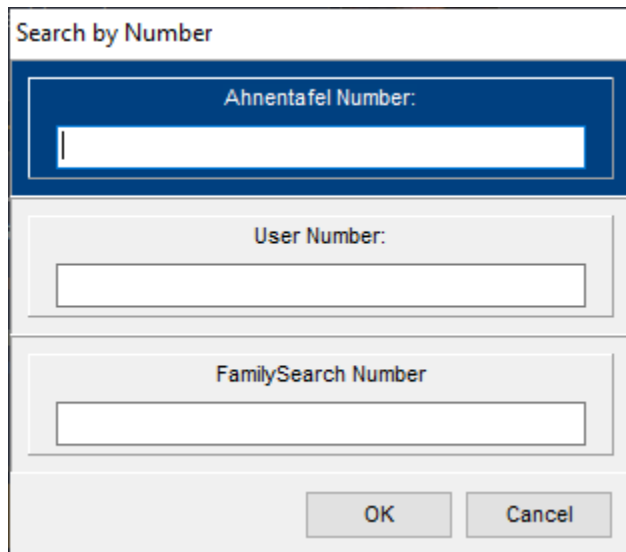 Search by Number
Ahnentafel Number:
User Number:
FamilySearch Number
OK Cancel